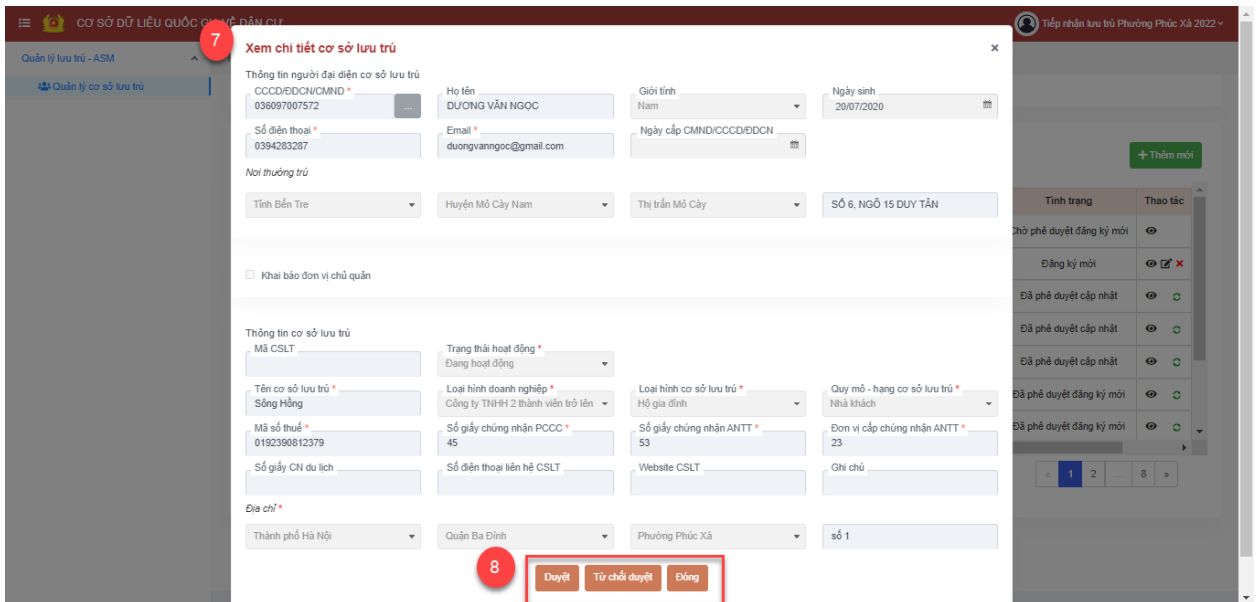 CƠ SỞ DỮ LIỆU QUỐC GIA VỀ DÂN CƯ
Tiếp nhận lưu trú Phường Phúc Xá 2022
Quản lý lưu trú - ASM
Quản lý cơ sở lưu trú
7
Xem chi tiết cơ sở lưu trú
×
Thông tin người đại diện cơ sở lưu trú
CCCD/ĐDCN/CMND * Họ tên Giới tính Ngày sinh
036097007572 ... DƯƠNG VĂN NGỌC Nam 20/07/2020
Số điện thoại * Email * Ngày cấp CMND/CCCD/ĐDCN
0394283287 duongvanngoc@gmail.com
Nơi thường trú
Tỉnh Bến Tre Huyện Mỏ Cày Nam Thị trấn Mỏ Cày SỐ 6, NGÕ 15 DUY TÂN
Khai báo đơn vị chủ quản
Thông tin cơ sở lưu trú
Mã CSLT Trạng thái hoạt động *
Đang hoạt động
Tên cơ sở lưu trú * Loại hình doanh nghiệp * Loại hình cơ sở lưu trú * Quy mô - hạng cơ sở lưu trú *
Sông Hồng Công ty TNHH 2 thành viên trở lên Hộ gia đình Nhà khách
Mã số thuế * Số giấy chứng nhận PCCC * Số giấy chứng nhận ANTT * Đơn vị cấp chứng nhận ANTT *
0192390812379 45 53 23
Số giấy CN du lịch Số điện thoại liên hệ CSLT Website CSLT Ghi chú
Địa chỉ *
Thành phố Hà Nội Quận Ba Đình Phường Phúc Xá số 1
8
Duyệt Từ chối duyệt Đóng
+ Thêm mới
Tình trạng Thao tác
Chờ phê duyệt đăng ký mới
Đăng ký mới
Đã phê duyệt cập nhật
Đã phê duyệt cập nhật
Đã phê duyệt cập nhật
Đã phê duyệt đăng ký mới
Đã phê duyệt đăng ký mới
« 1 2 ... 8 »